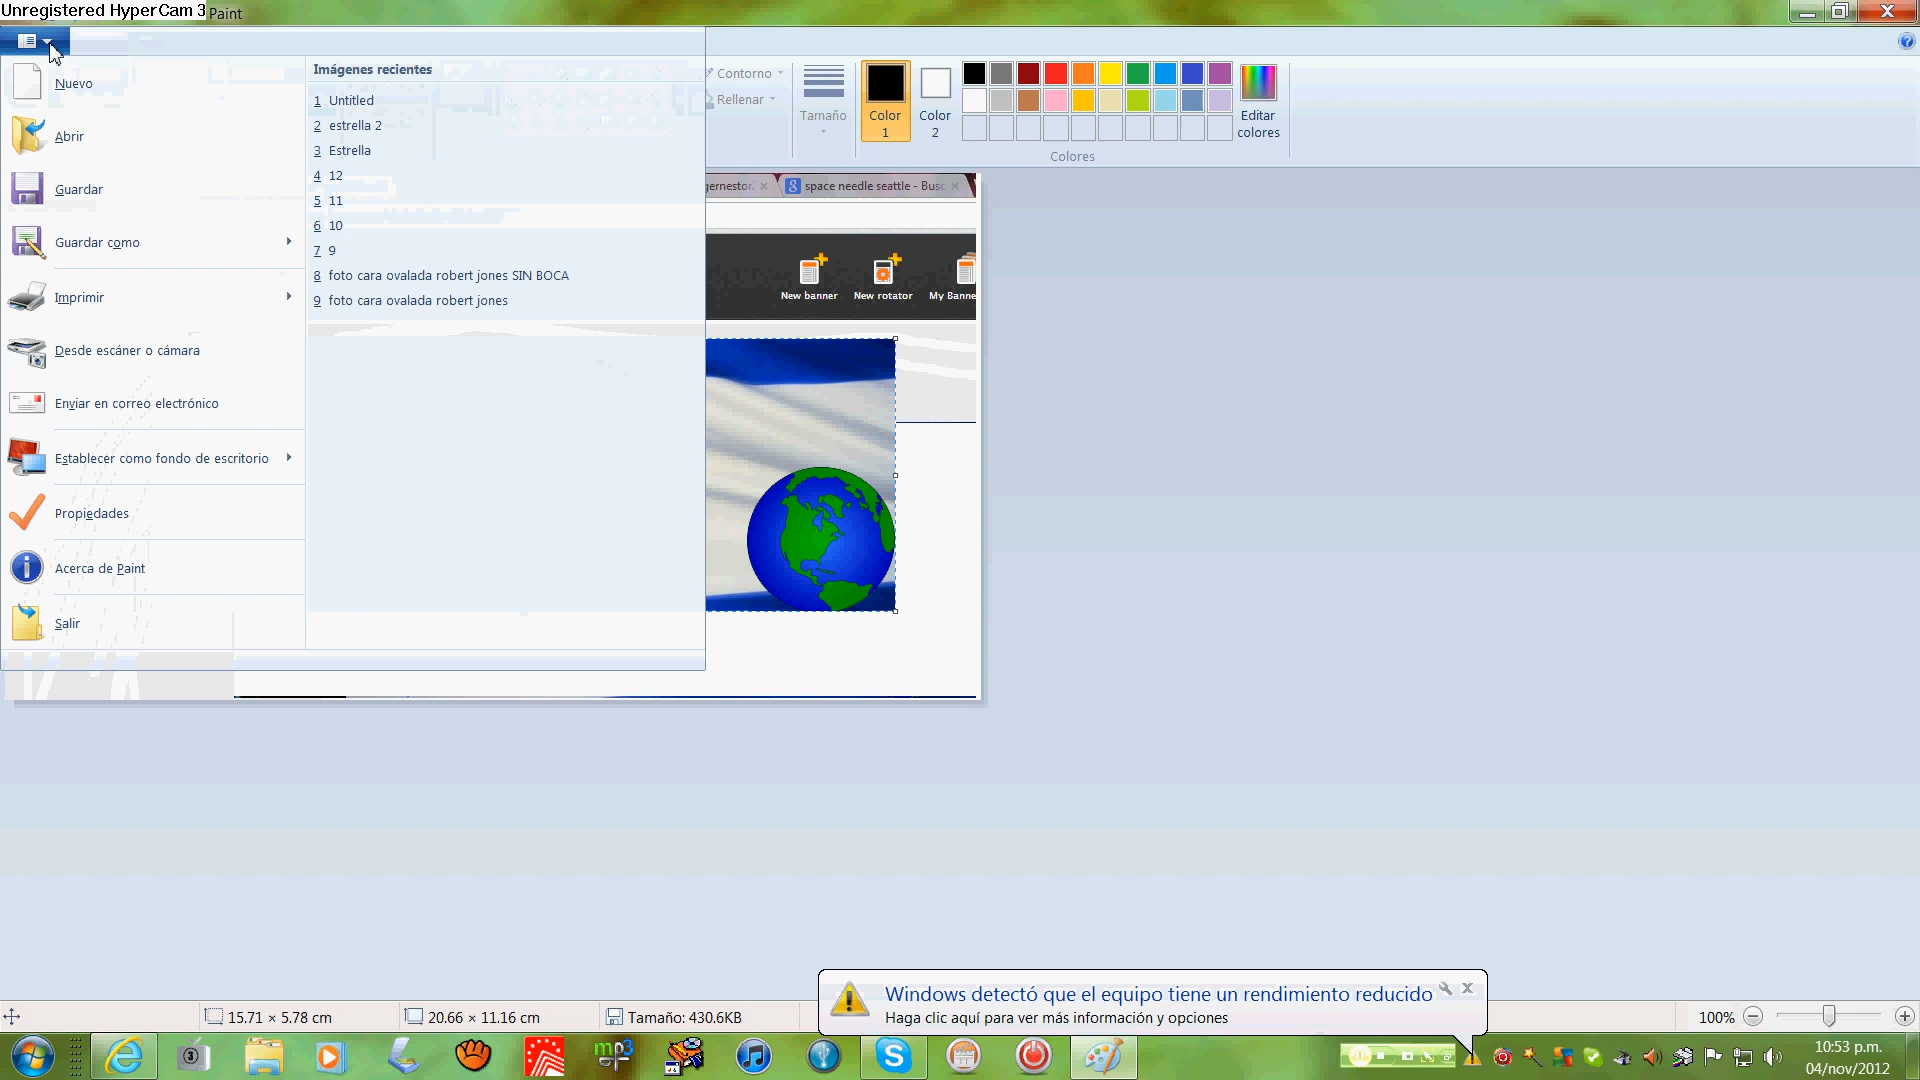 Unregistered HyperCam 3 Paint
Nuevo
Abrir
Guardar
Guardar como
Imprimir
Desde escáner o cámara
Enviar en correo electrónico
Establecer como fondo de escritorio
Propiedades
Acerca de Paint
Salir
Imágenes recientes
1 Untitled
2 estrella 2
3 Estrella
4 12
5 11
6 10
7 9
8 foto cara ovalada robert jones SIN BOCA
9 foto cara ovalada robert jones
Contorno
Rellenar
Tamaño
Color 1
Color 2
Editar colores
Colores
space needle seattle - Busc
New banner
New rotator
My Banne
Windows detectó que el equipo tiene un rendimiento reducido
Haga clic aquí para ver más información y opciones
15.71 × 5.78 cm
20.66 × 11.16 cm
Tamaño: 430.6KB
100%
mp3
10:53 p.m.
04/nov/2012